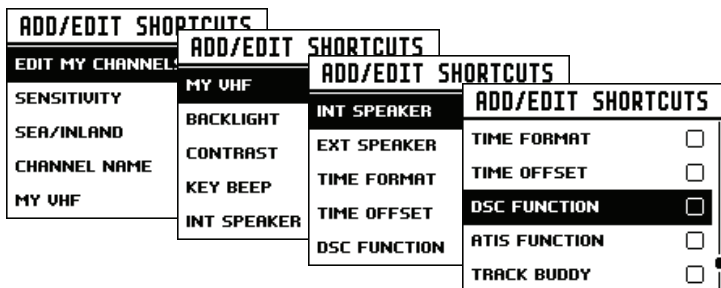 ADD/EDIT SHORTCUTS
EDIT MY CHANNELS
SENSITIVITY
SEA/INLAND
CHANNEL NAME
MY VHF
ADD/EDIT SHORTCUTS
MY VHF
BACKLIGHT
CONTRAST
KEY BEEP
INT SPEAKER
ADD/EDIT SHORTCUTS
INT SPEAKER
EXT SPEAKER
TIME FORMAT
TIME OFFSET
DSC FUNCTION
ADD/EDIT SHORTCUTS
TIME FORMAT
TIME OFFSET
DSC FUNCTION
ATIS FUNCTION
TRACK BUDDY